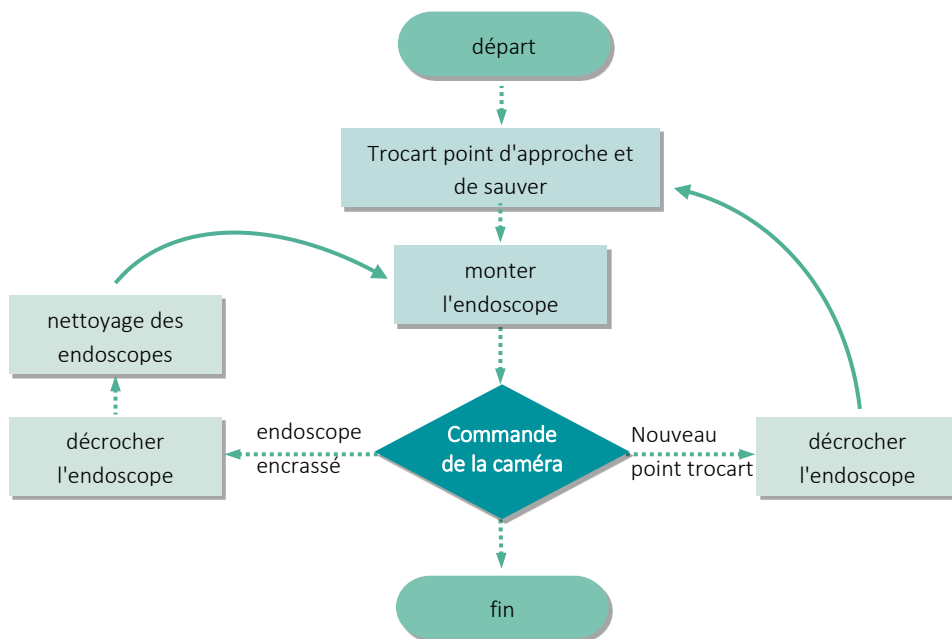 départ
Trocart point d'approche et
de sauver
monter
l'endoscope
nettoyage des
endoscopes
décrocher
l'endoscope
endoscope
encrassé
Commande
de la caméra
Nouveau
point trocart
décrocher
l'endoscope
fin